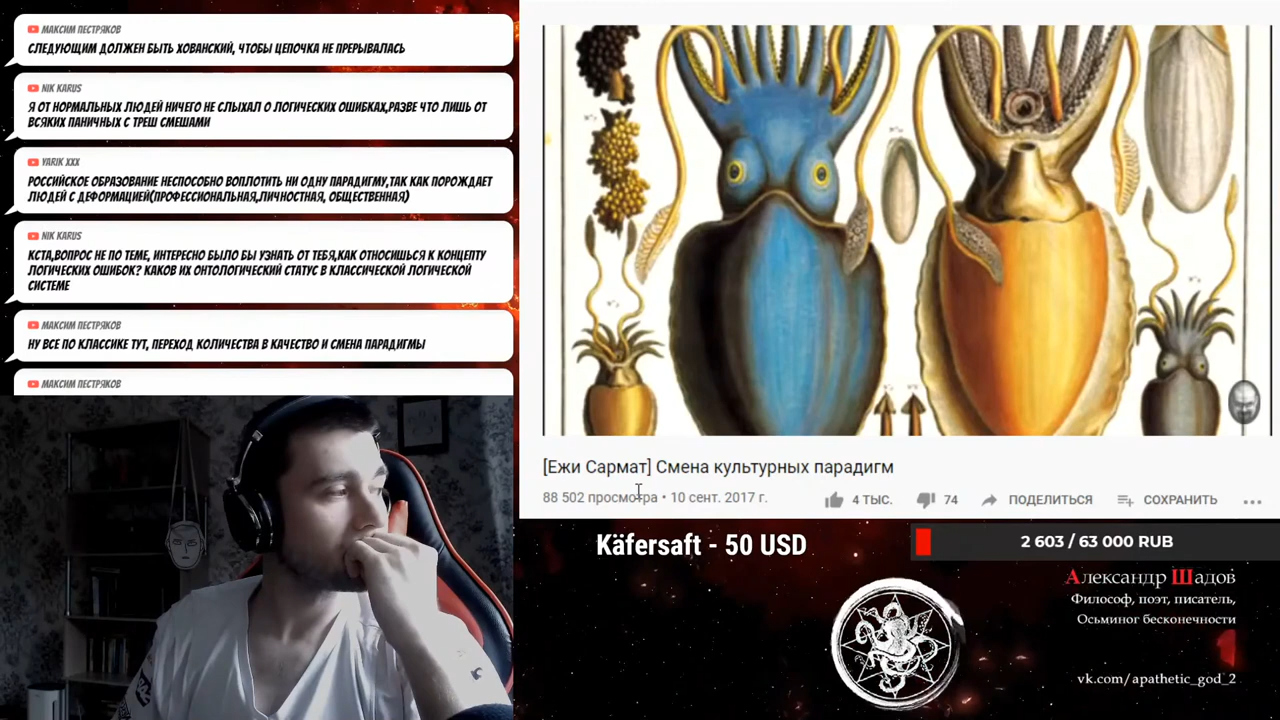 МАКСИМ ПЕСТРЯКОВ
СЛЕДУЮЩИМ ДОЛЖЕН БЫТЬ ХОВАНСКИЙ, ЧТОБЫ ЦЕПОЧКА НЕ ПРЕРЫВАЛАСЬ
NIK KARUS
Я ОТ НОРМАЛЬНЫХ ЛЮДЕЙ НИЧЕГО НЕ СЛЫХАЛ О ЛОГИЧЕСКИХ ОШИБКАХ,РАЗВЕ ЧТО ЛИШЬ ОТ
ВСЯКИХ ПАНИЧНЫХ С ТРЕШ СМЕШАМИ
YARIK XXX
РОССИЙСКОЕ ОБРАЗОВАНИЕ НЕСПОСОБНО ВОПЛОТИТЬ НИ ОДНУ ПАРАДИГМУ,ТАК КАК ПОРОЖДАЕТ
ЛЮДЕЙ С ДЕФОРМАЦИЕЙ(ПРОФЕССИОНАЛЬНАЯ,ЛИЧНОСТНАЯ, ОБЩЕСТВЕННАЯ)
NIK KARUS
КСТА,ВОПРОС НЕ ПО ТЕМЕ, ИНТЕРЕСНО БЫЛО БЫ УЗНАТЬ ОТ ТЕБЯ,КАК ОТНОСИШЬСЯ К КОНЦЕПТУ
ЛОГИЧЕСКИХ ОШИБОК? КАКОВ ИХ ОНТОЛОГИЧЕСКИЙ СТАТУС В КЛАССИЧЕСКОЙ ЛОГИЧЕСКОЙ
СИСТЕМЕ
МАКСИМ ПЕСТРЯКОВ
НУ ВСЕ ПО КЛАССИКЕ ТУТ, ПЕРЕХОД КОЛИЧЕСТВА В КАЧЕСТВО И СМЕНА ПАРАДИГМЫ
МАКСИМ ПЕСТРЯКОВ
[Ежи Сармат] Смена культурных парадигм
88 502 просмотра • 10 сент. 2017 г.
4 ТЫС.
74
ПОДЕЛИТЬСЯ
СОХРАНИТЬ
Käfersaft - 50 USD
2 603 / 63 000 RUB
Александр Шадов
Философ, поэт, писатель,
Осьминог бесконечности
vk.com/apathetic_god_2